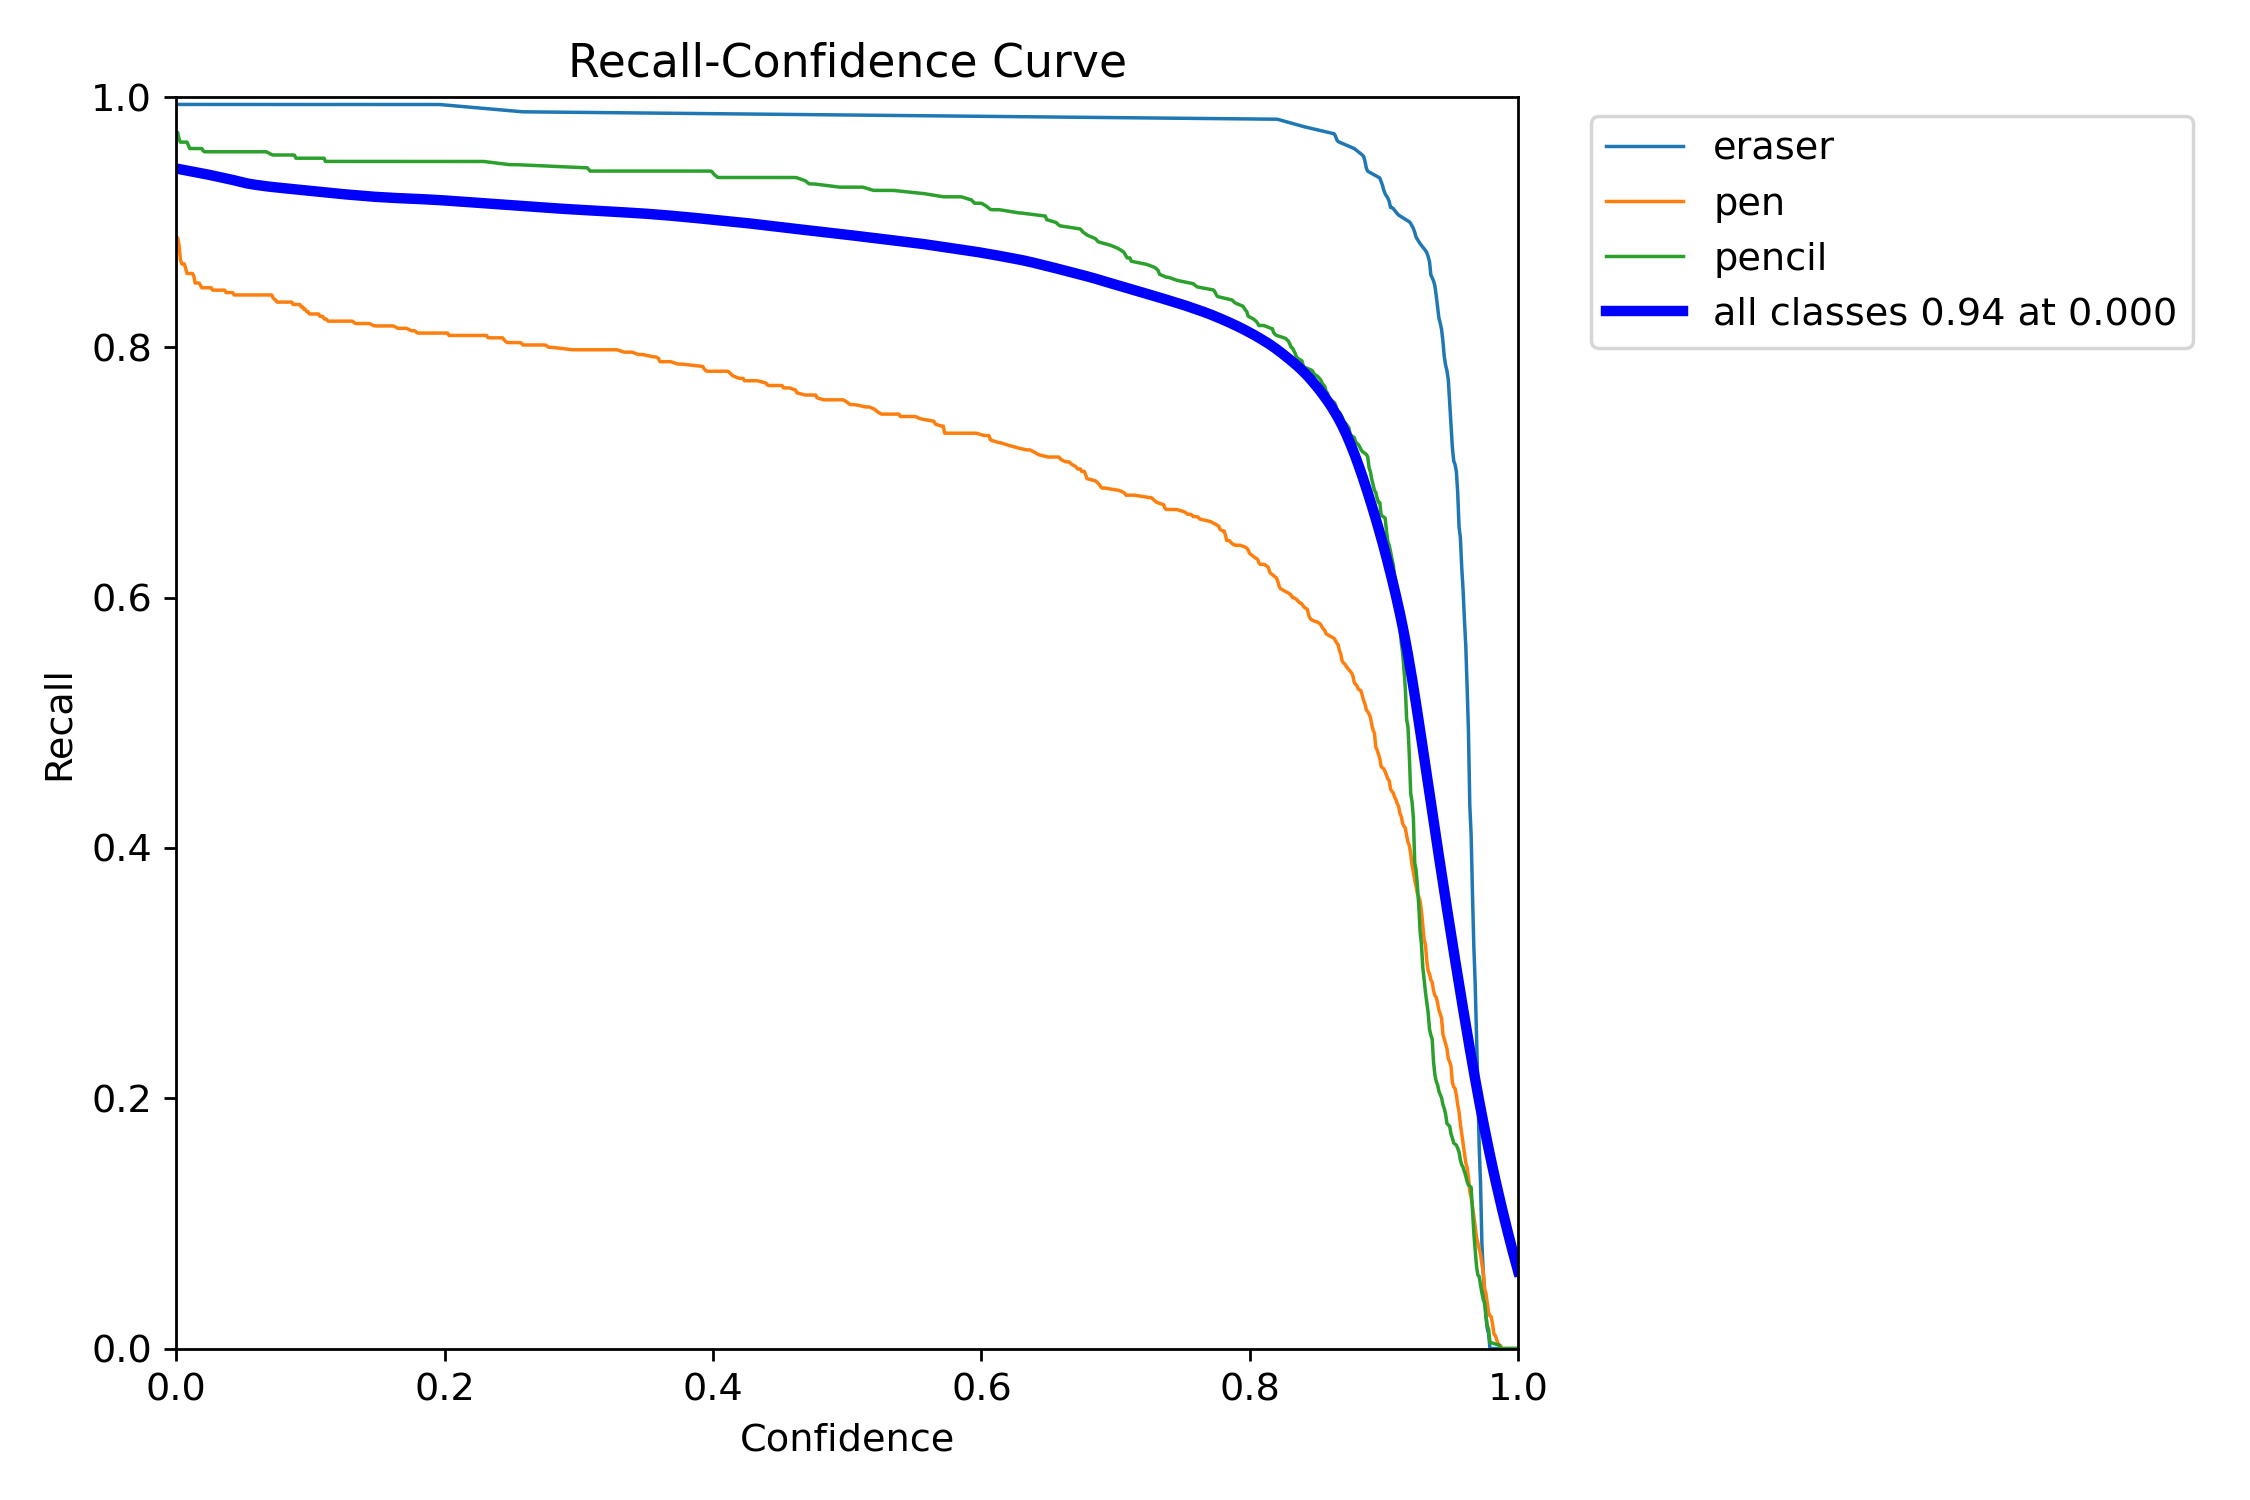 Recall-Confidence Curve
1.0
0.8
0.6
0.4
0.2
0.0
Recall
0.0 0.2 0.4 0.6 0.8 1.0
Confidence
eraser
pen
pencil
all classes 0.94 at 0.000